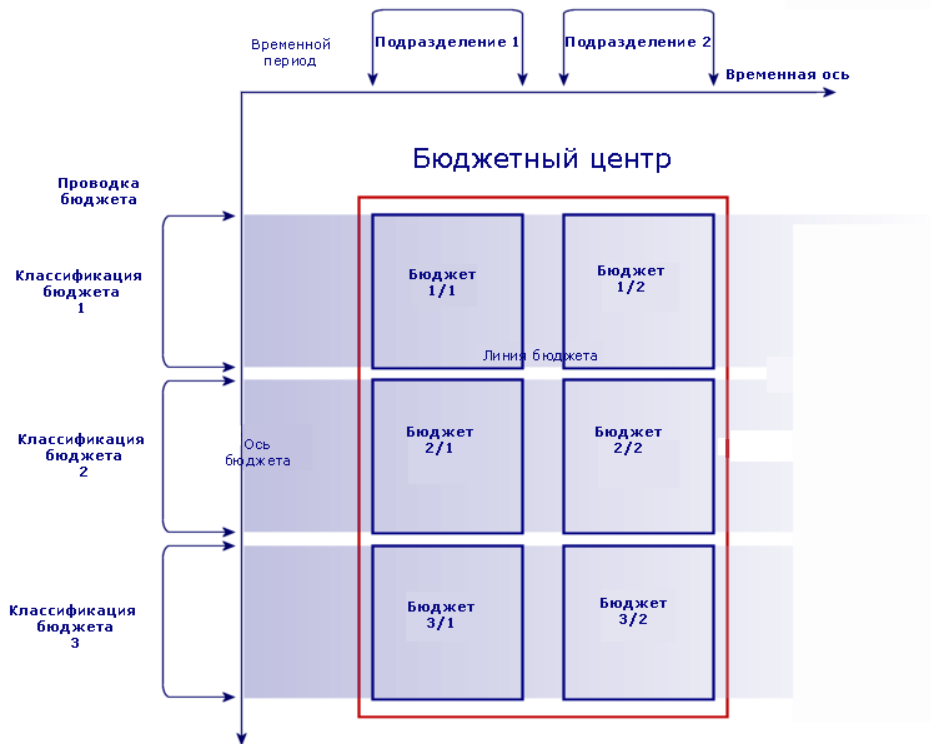 Временной
период
Подразделение 1
Подразделение 2
Временная ось
Бюджетный центр
Проводка
бюджета
Классификация
бюджета
1
Бюджет
1/1
Бюджет
1/2
Линия бюджета
Классификация
бюджета
2
Ось
бюджета
Бюджет
2/1
Бюджет
2/2
Классификация
бюджета
3
Бюджет
3/1
Бюджет
3/2